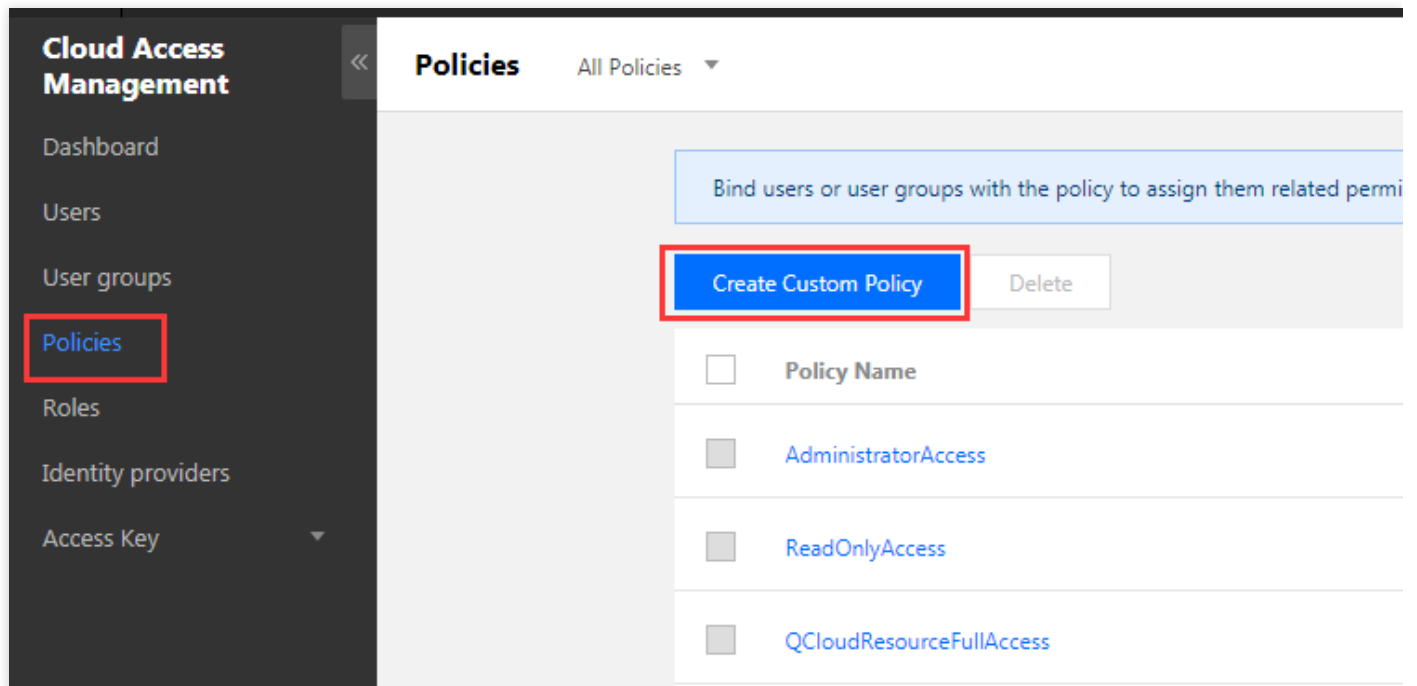 Cloud Access
Management
«
Policies
All Policies
Dashboard
Users
User groups
Policies
Roles
Identity providers
Access Key
Bind users or user groups with the policy to assign them related permi
Create Custom Policy
Delete
Policy Name
AdministratorAccess
ReadOnlyAccess
QCloudResourceFullAccess